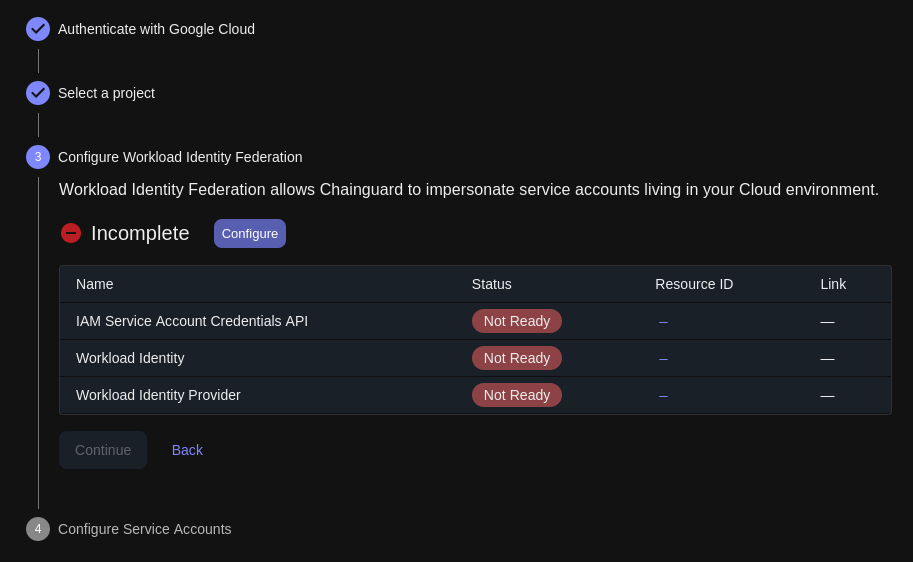 Authenticate with Google Cloud
Select a project
3 Configure Workload Identity Federation
Workload Identity Federation allows Chainguard to impersonate service accounts living in your Cloud environment.
Incomplete Configure
Name Status Resource ID Link
IAM Service Account Credentials API Not Ready – —
Workload Identity Not Ready – —
Workload Identity Provider Not Ready – —
Continue Back
4 Configure Service Accounts